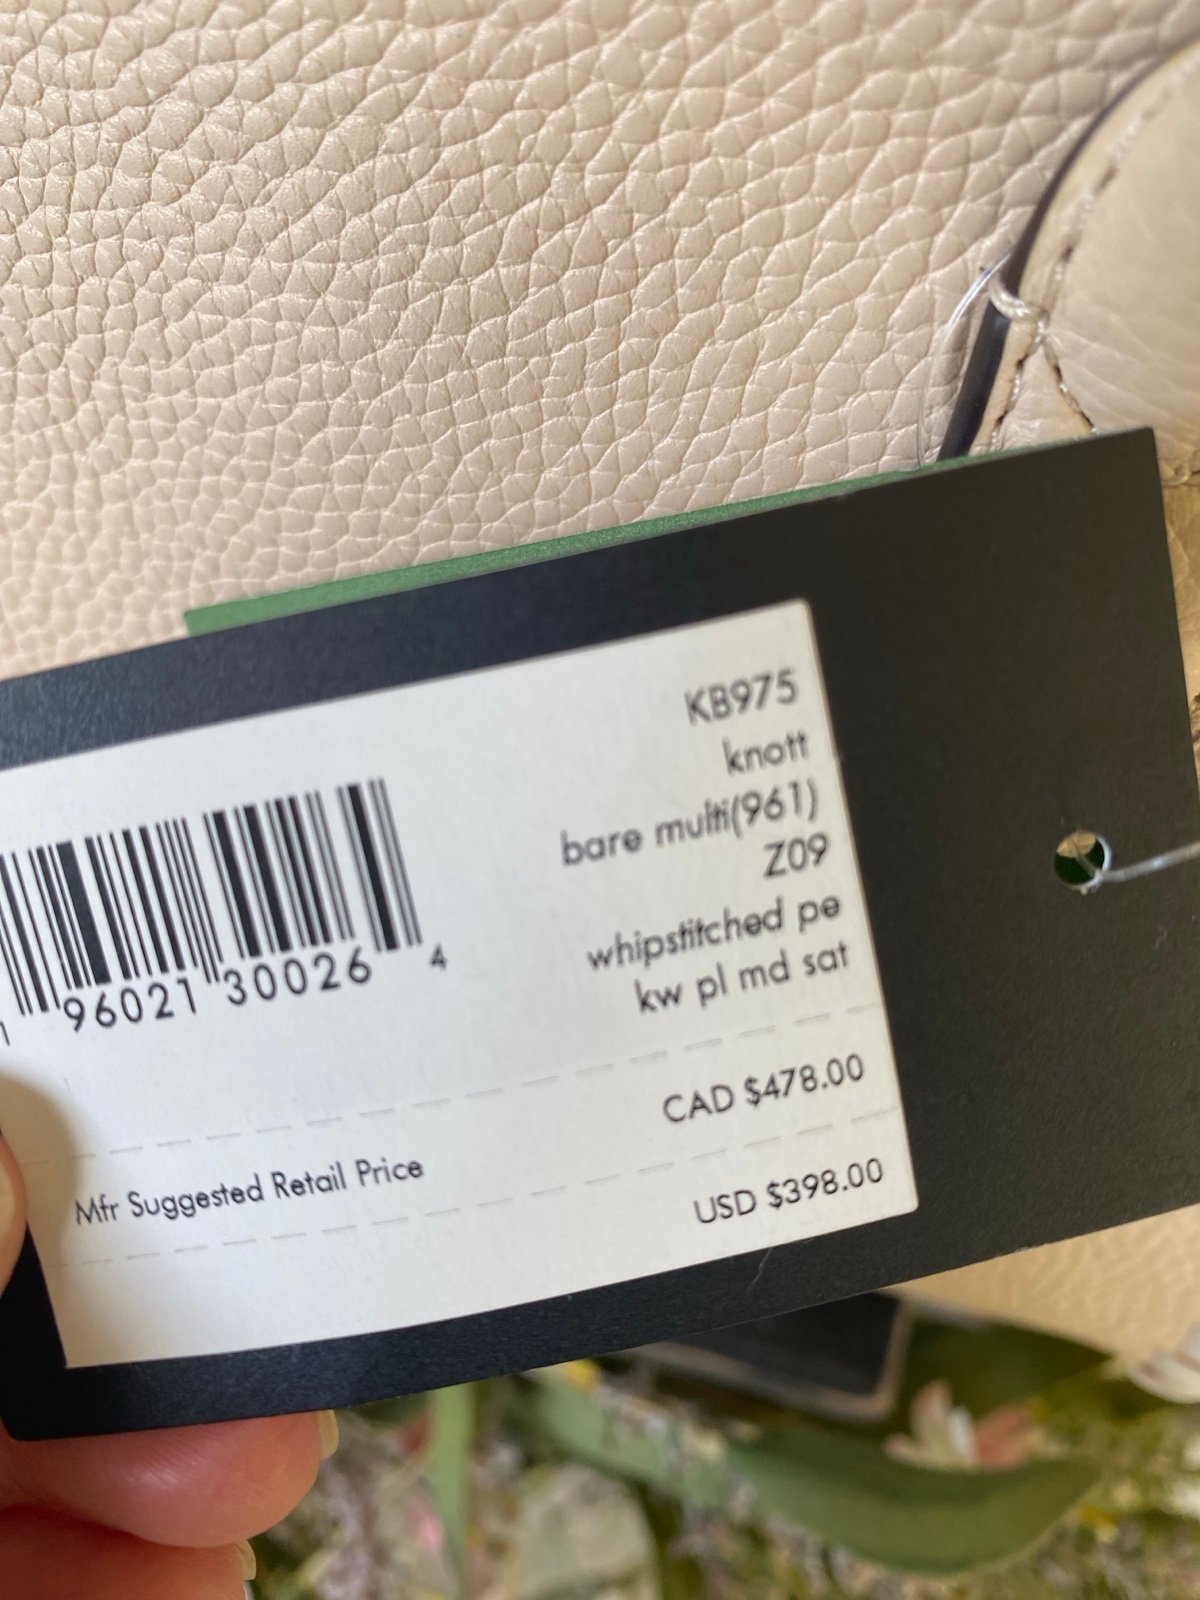 KB975
knott
bare multi(961)
Z09
whipstitched pe
kw pl md sat
1 96021 30026 4
CAD $478.00
Mfr Suggested Retail Price
USD $398.00